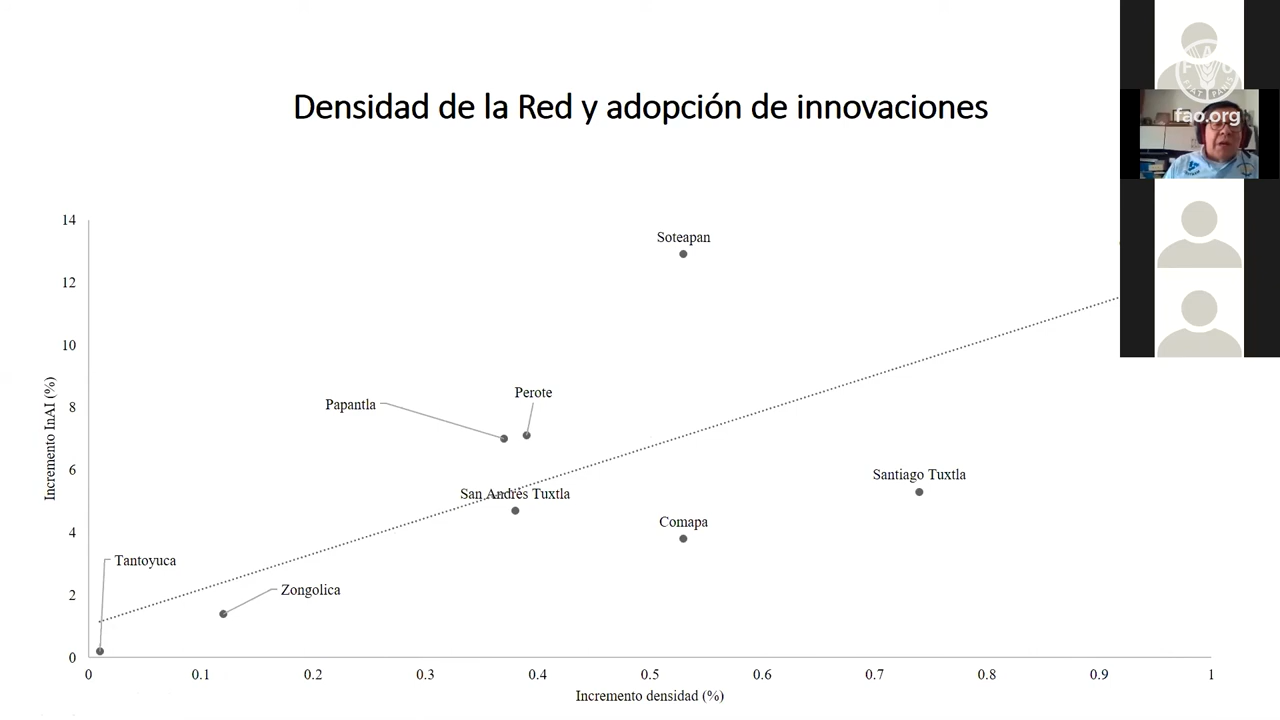 Densidad de la Red y adopción de innovaciones
fao.org
14
12
10
8
6
4
2
0
Incremento InAI (%)
Soteapan
Perote
Papantla
San Andrés Tuxtla
Santiago Tuxtla
Comapa
Tantoyuca
Zongolica
0 0.1 0.2 0.3 0.4 0.5 0.6 0.7 0.8 0.9 1
Incremento densidad (%)